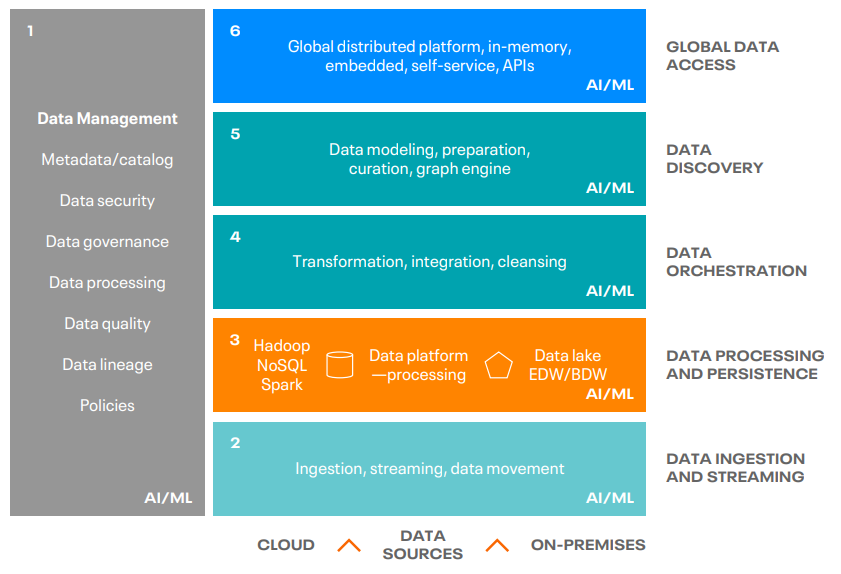 1
Data Management
Metadata/catalog
Data security
Data governance
Data processing
Data quality
Data lineage
Policies
AI/ML
6
Global distributed platform, in-memory,
embedded, self-service, APIs
AI/ML
GLOBAL DATA
ACCESS
5
Data modeling, preparation,
curation, graph engine
AI/ML
DATA
DISCOVERY
4
Transformation, integration, cleansing
AI/ML
DATA
ORCHESTRATION
3
Hadoop
NoSQL
Spark
Data platform
—processing
Data lake
EDW/BDW
AI/ML
DATA PROCESSING
AND PERSISTENCE
2
Ingestion, streaming, data movement
AI/ML
DATA INGESTION
AND STREAMING
CLOUD
DATA
SOURCES
ON-PREMISES